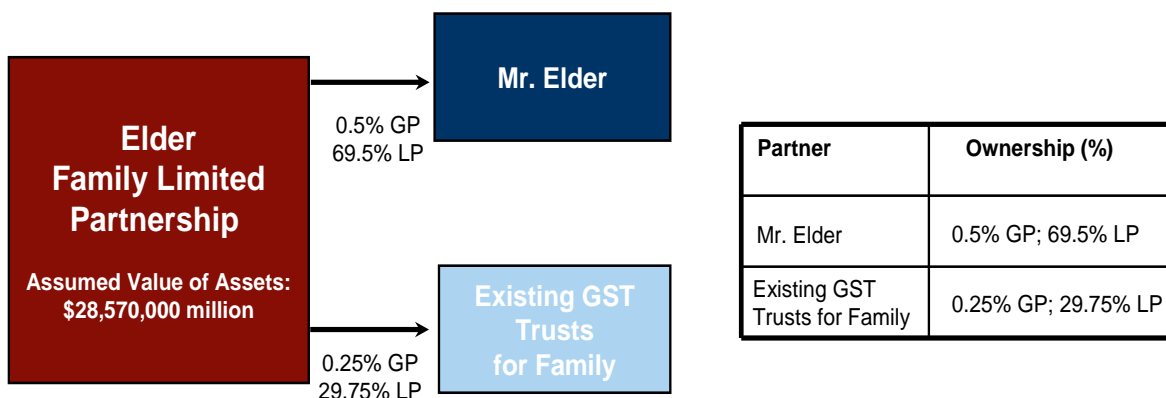 Elder
Family Limited
Partnership
Assumed Value of Assets:
$28,570,000 million
0.5% GP
69.5% LP
Mr. Elder
0.25% GP
29.75% LP
Existing GST
Trusts
for Family
Partner Ownership (%)
Mr. Elder 0.5% GP; 69.5% LP
Existing GST
Trusts for Family 0.25% GP; 29.75% LP